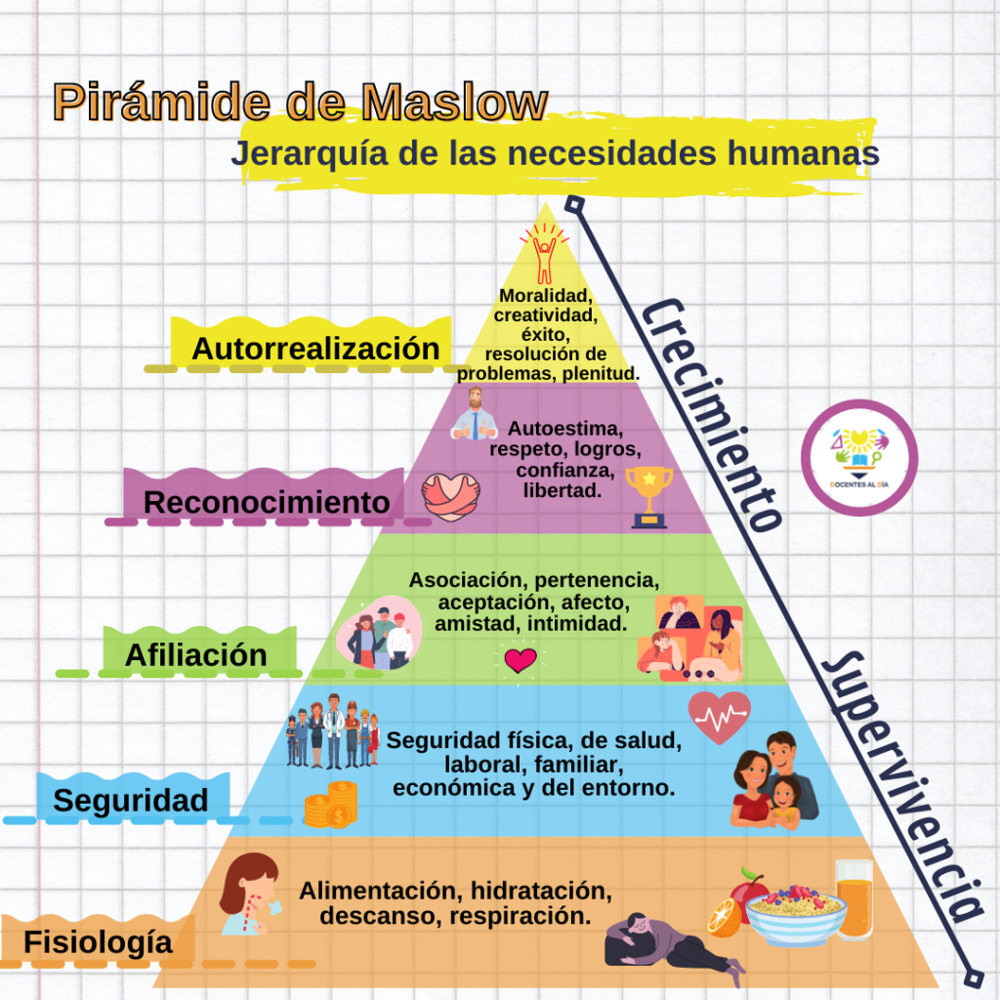 Pirámide de Maslow
Jerarquía de las necesidades humanas
Crecimiento
Autorrealización
Moralidad,
creatividad,
éxito,
resolución de
problemas, plenitud.
DOCENTES AL DÍA
Reconocimiento
Autoestima,
respeto, logros,
confianza,
libertad.
Afiliación
Asociación, pertenencia,
aceptación, afecto,
amistad, intimidad.
Supervivencia
Seguridad
Seguridad física, de salud,
laboral, familiar,
económica y del entorno.
Fisiología
Alimentación, hidratación,
descanso, respiración.